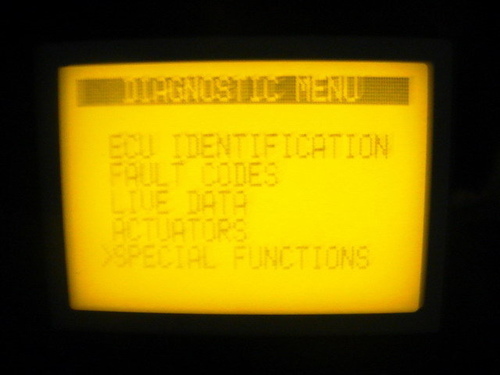 DIAGNOSTIC MENU
ECU IDENTIFICATION
FAULT CODES
LIVE DATA
ACTUATORS
>SPECIAL FUNCTIONS